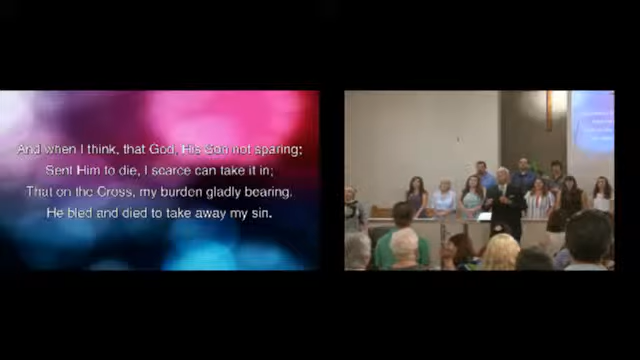 And when I think, that God, His Son not sparing;
Sent Him to die, I scarce can take it in;
That on the Cross, my burden gladly bearing,
He bled and died to take away my sin.